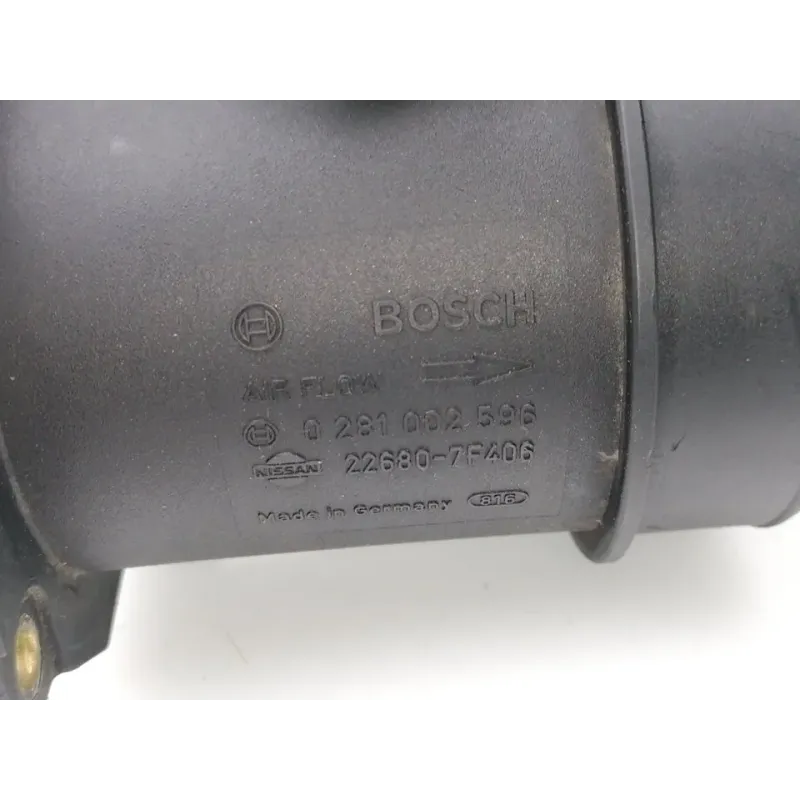 BOSCH
AIR FLOW
0 281 002 596
NISSAN 22680-7F406
Made in Germany 816